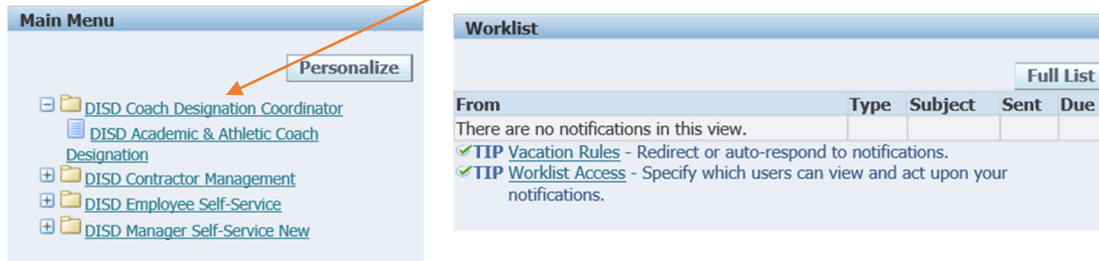 Main Menu
Personalize
DISD Coach Designation Coordinator
DISD Academic & Athletic Coach
Designation
DISD Contractor Management
DISD Employee Self-Service
DISD Manager Self-Service New
Worklist
Full List
From Type Subject Sent Due
There are no notifications in this view.
TIP Vacation Rules - Redirect or auto-respond to notifications.
TIP Worklist Access - Specify which users can view and act upon your
notifications.